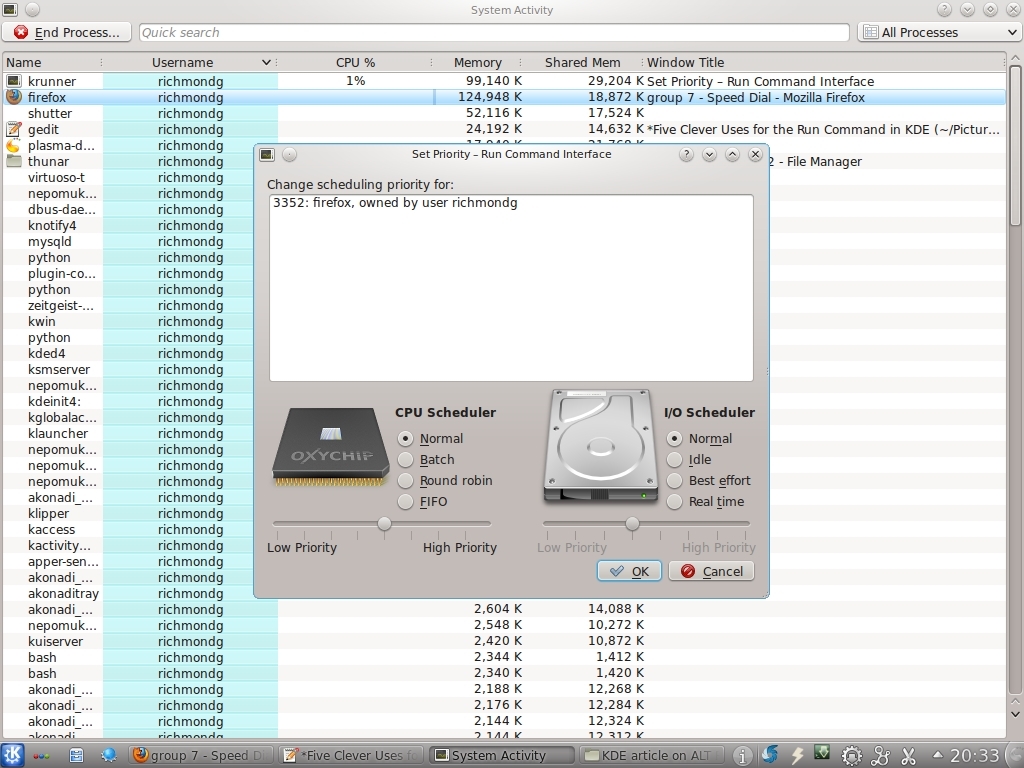 System Activity
End Process...
Quick search
All Processes
Name Username CPU % Memory Shared Mem Window Title
krunner richmondg 1% 99,140 K 29,204 K Set Priority – Run Command Interface
firefox richmondg 124,948 K 18,872 K group 7 - Speed Dial - Mozilla Firefox
shutter richmondg 52,116 K 17,524 K
gedit richmondg 24,192 K 14,632 K *Five Clever Uses for the Run Command in KDE (~/Pictur...
plasma-d... richmondg
thunar richmondg 2 - File Manager
virtuoso-t richmondg
nepomuk... richmondg
dbus-dae... richmondg
knotify4 richmondg
mysqld richmondg
python richmondg
plugin-co... richmondg
python richmondg
zeitgeist-... richmondg
kwin richmondg
python richmondg
kded4 richmondg
ksmserver richmondg
nepomuk... richmondg
kdeinit4: richmondg
kglobalac... richmondg
klauncher richmondg
nepomuk... richmondg
nepomuk... richmondg
nepomuk... richmondg
akonadi_... richmondg
klipper richmondg
kaccess richmondg
kactivity... richmondg
apper-sen... richmondg
akonadi_... richmondg
akonaditray richmondg
akonadi_... richmondg 2,604 K 14,088 K
nepomuk... richmondg 2,548 K 10,272 K
kuiserver richmondg 2,420 K 10,872 K
bash richmondg 2,344 K 1,412 K
bash richmondg 2,340 K 1,420 K
akonadi_... richmondg 2,188 K 12,268 K
akonadi_... richmondg 2,176 K 12,284 K
akonadi_... richmondg 2,144 K 12,324 K
akonadi_... richmondg 2,144 K 12,312 K
Set Priority – Run Command Interface
Change scheduling priority for:
3352: firefox, owned by user richmondg
OXYCHIP
CPU Scheduler
Normal
Batch
Round robin
FIFO
Low Priority High Priority
I/O Scheduler
Normal
Idle
Best effort
Real time
Low Priority High Priority
OK
Cancel
group 7 - Speed D
*Five Clever Uses fo
System Activity
KDE article on ALT
20:33